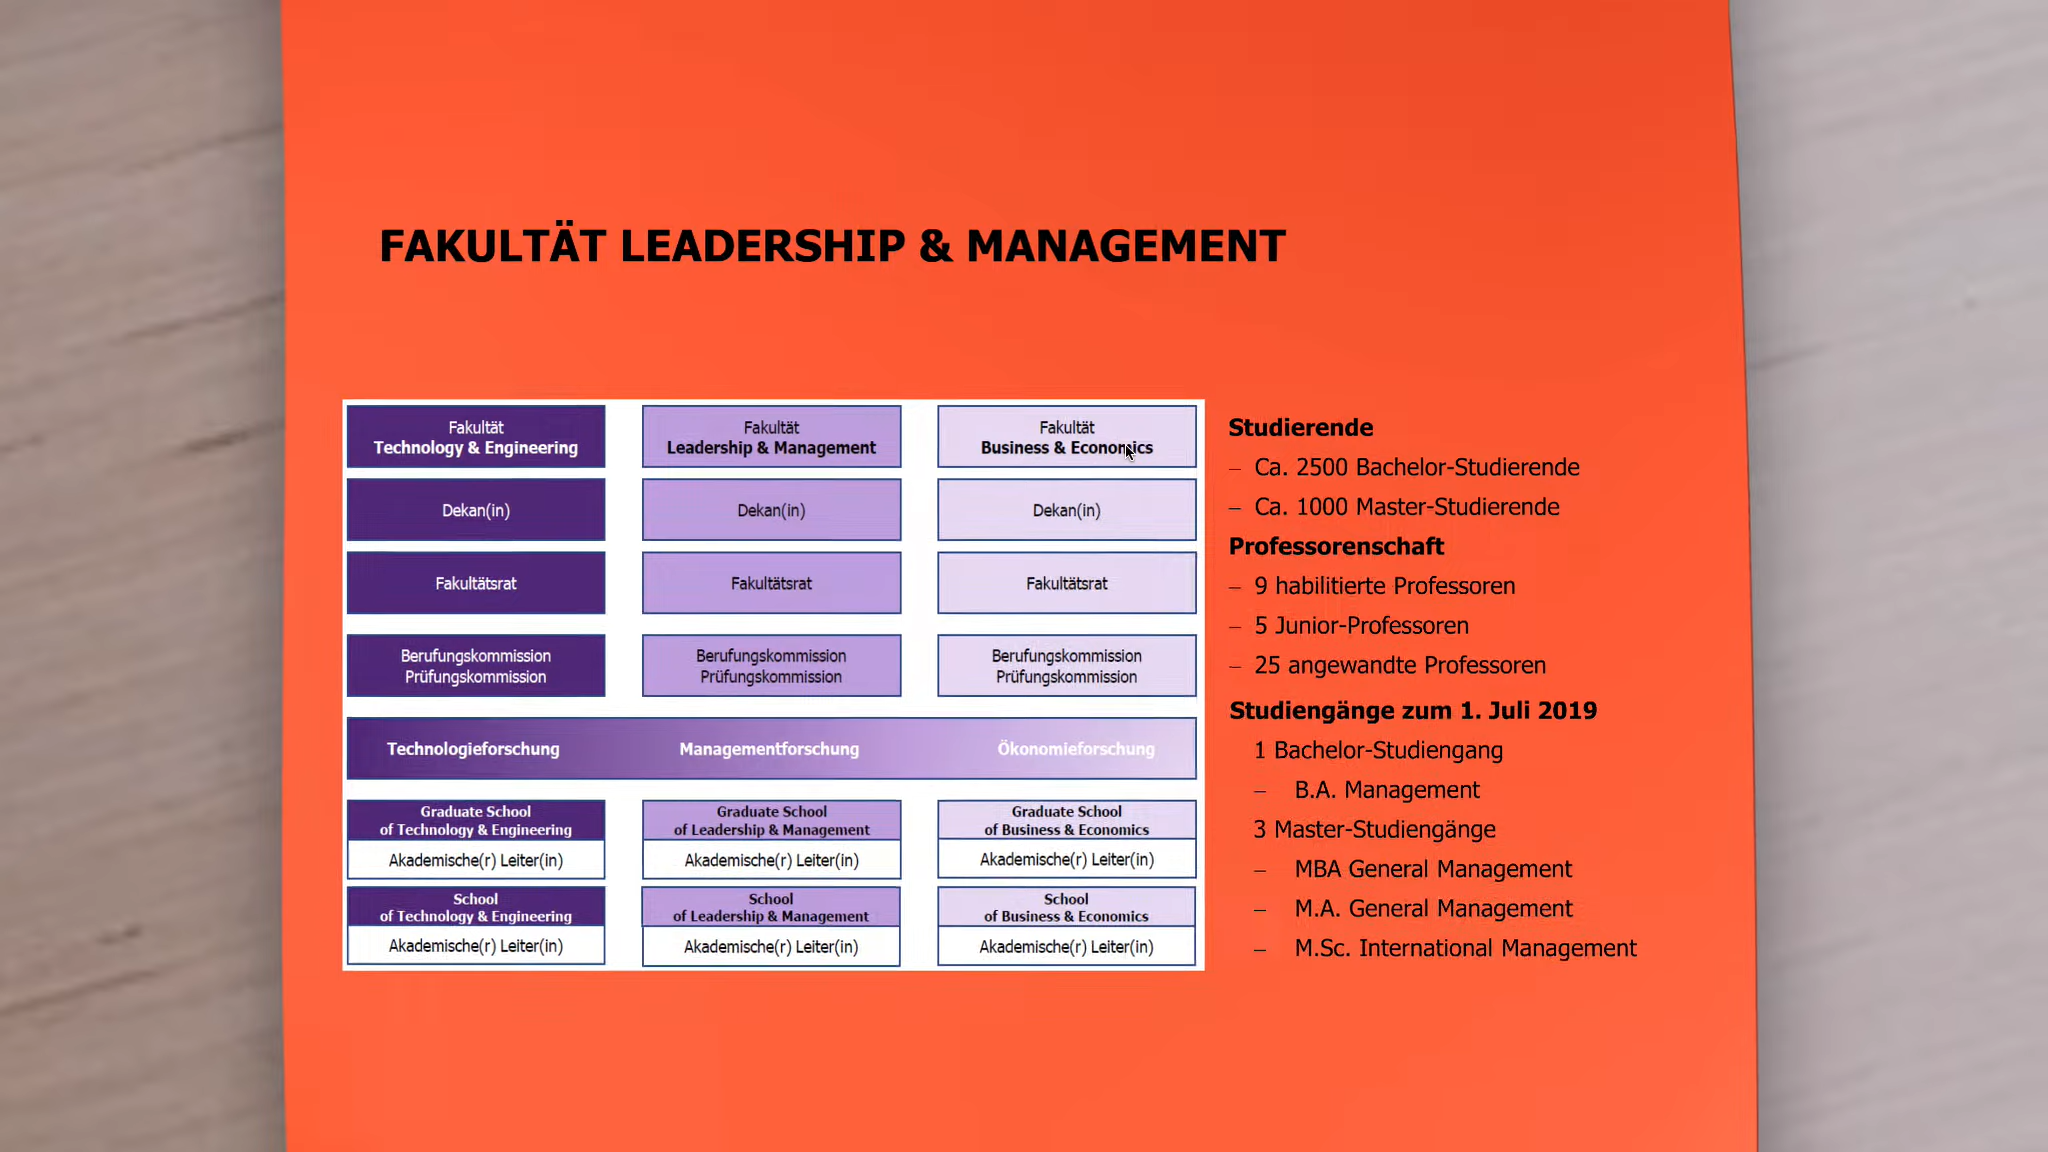 FAKULTÄT LEADERSHIP & MANAGEMENT
Fakultät
Technology & Engineering
Dekan(in)
Fakultätsrat
Berufungskommission
Prüfungskommission
Fakultät
Leadership & Management
Dekan(in)
Fakultätsrat
Berufungskommission
Prüfungskommission
Fakultät
Business & Economics
Dekan(in)
Fakultätsrat
Berufungskommission
Prüfungskommission
Technologieforschung
Managementforschung
Ökonomieforschung
Graduate School
of Technology & Engineering
Akademische(r) Leiter(in)
Graduate School
of Leadership & Management
Akademische(r) Leiter(in)
Graduate School
of Business & Economics
Akademische(r) Leiter(in)
School
of Technology & Engineering
Akademische(r) Leiter(in)
School
of Leadership & Management
Akademische(r) Leiter(in)
School
of Business & Economics
Akademische(r) Leiter(in)
Studierende
– Ca. 2500 Bachelor-Studierende
– Ca. 1000 Master-Studierende
Professorenschaft
– 9 habilitierte Professoren
– 5 Junior-Professoren
– 25 angewandte Professoren
Studiengänge zum 1. Juli 2019
1 Bachelor-Studiengang
– B.A. Management
3 Master-Studiengänge
– MBA General Management
– M.A. General Management
– M.Sc. International Management